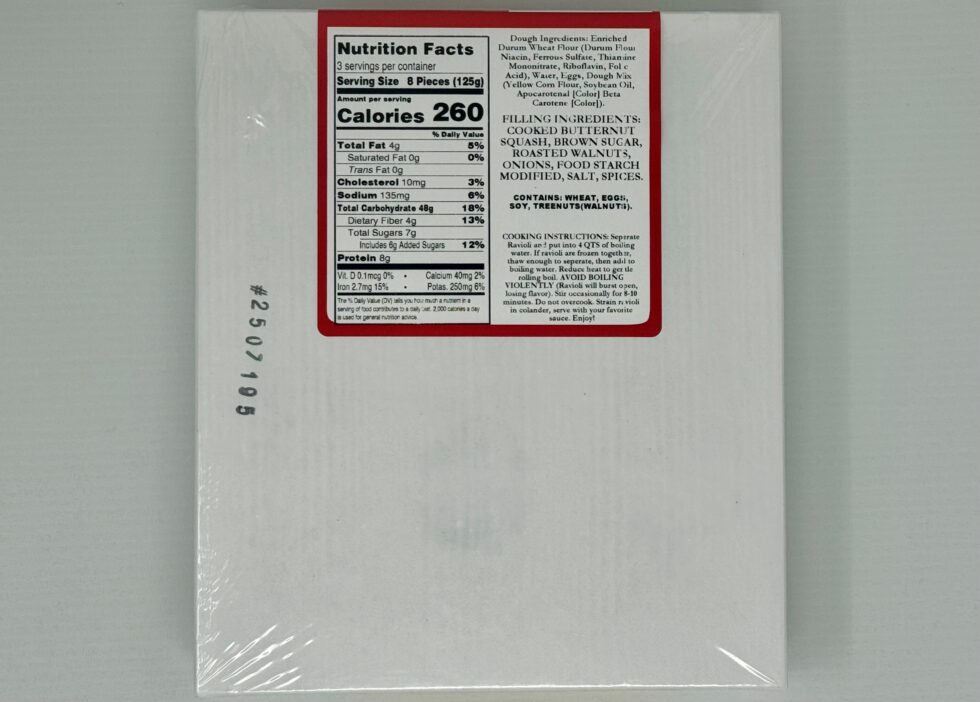 Nutrition Facts
3 servings per container
Serving Size 8 Pieces (125g)
Amount per serving
Calories 260
% Daily Value
Total Fat 4g 5%
Saturated Fat 0g 0%
Trans Fat 0g
Cholesterol 10mg 3%
Sodium 135mg 6%
Total Carbohydrate 48g 18%
Dietary Fiber 4g 13%
Total Sugars 7g
Includes 6g Added Sugars 12%
Protein 8g
Vit. D 0.1mcg 0% • Calcium 40mg 2%
Iron 2.7mg 15% • Potas. 250mg 6%
The % Daily Value (DV) tells you how much a nutrient in a
serving of food contributes to a daily diet. 2,000 calories a day
is used for general nutrition advice.
Dough Ingredients: Enriched
Durum Wheat Flour (Durum Flour
Niacin, Ferrous Sulfate, Thiamine
Mononitrate, Riboflavin, Folic
Acid), Water, Eggs, Dough Mix
(Yellow Corn Flour, Soybean Oil,
Apocarotenal [Color] Beta
Carotene [Color]).
FILLING INGREDIENTS:
COOKED BUTTERNUT
SQUASH, BROWN SUGAR,
ROASTED WALNUTS,
ONIONS, FOOD STARCH
MODIFIED, SALT, SPICES.
CONTAINS: WHEAT, EGGS,
SOY, TREENUTS(WALNUTS).
COOKING INSTRUCTIONS: Seperate
Ravioli and put into 4 QTS of boiling
water. If ravioli are frozen together,
thaw enough to seperate, then add to
boiling water. Reduce heat to gentle
rolling boil. AVOID BOILING
VIOLENTLY (Ravioli will burst open,
losing flavor). Stir occasionally for 8-10
minutes. Do not overcook. Strain ravioli
in colander, serve with your favorite
sauce. Enjoy!
#2507195